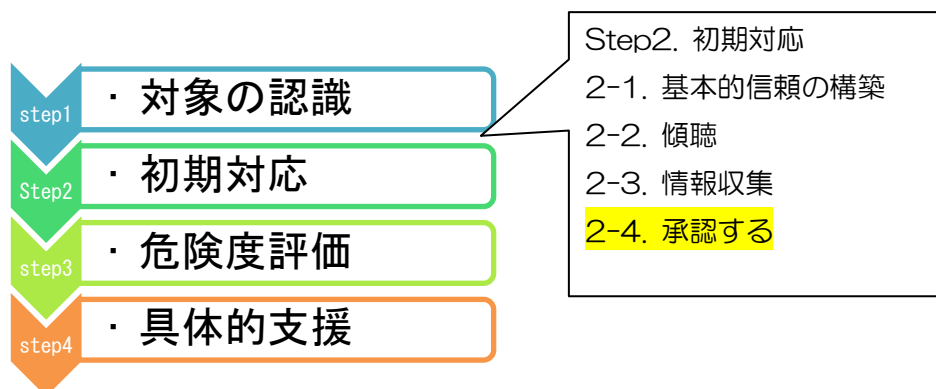 step1
・対象の認識
Step2
・初期対応
step3
・危険度評価
step4
・具体的支援
Step2. 初期対応
2-1. 基本的信頼の構築
2-2. 傾聴
2-3. 情報収集
2-4. 承認する